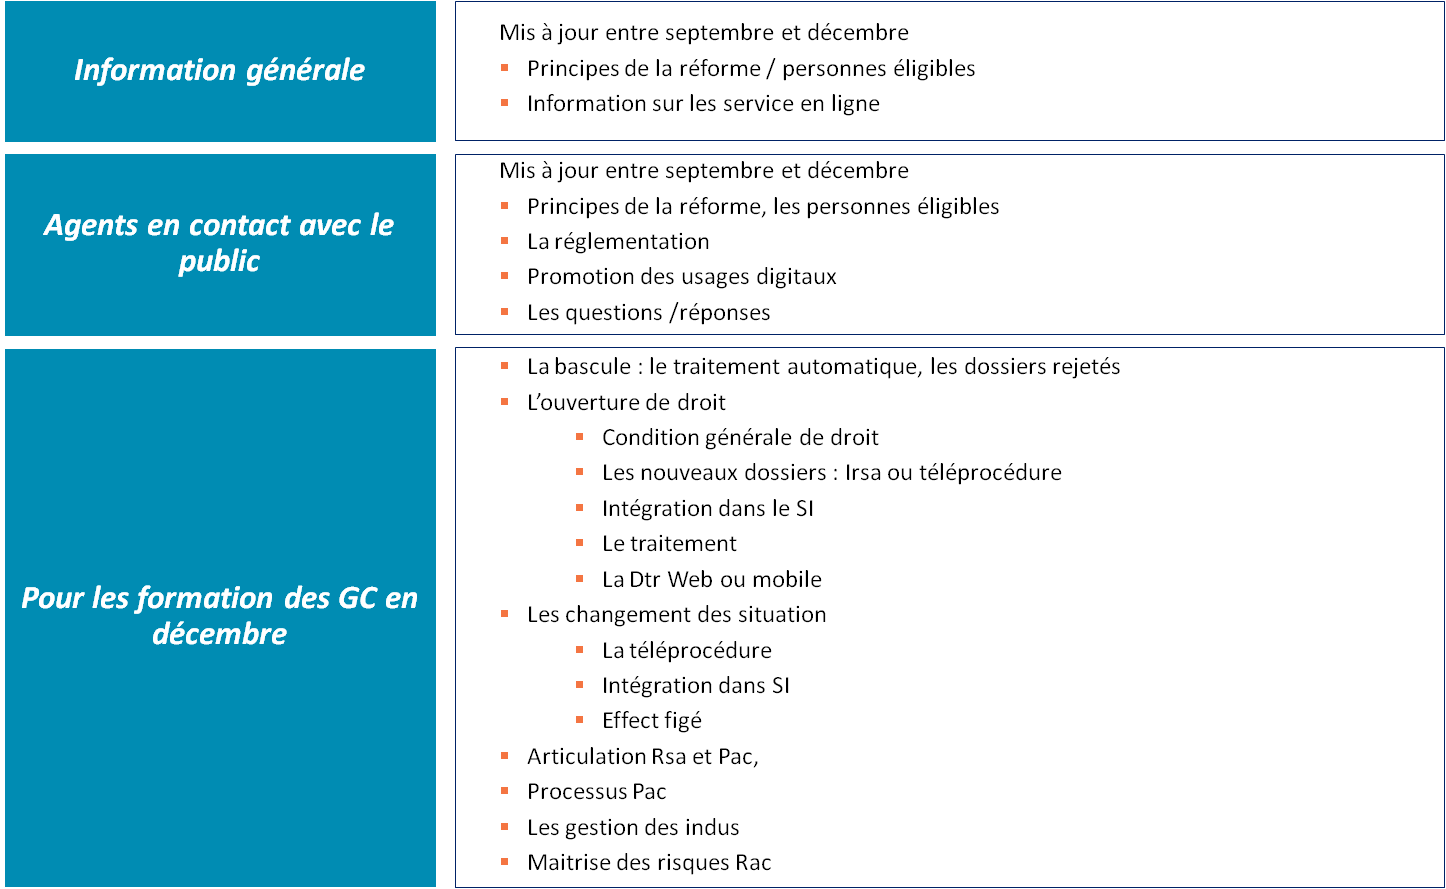 Information générale
Mis à jour entre septembre et décembre
Principes de la réforme / personnes éligibles
Information sur les service en ligne
Agents en contact avec le
public
Mis à jour entre septembre et décembre
Principes de la réforme, les personnes éligibles
La réglementation
Promotion des usages digitaux
Les questions /réponses
Pour les formation des GC en
décembre
La bascule : le traitement automatique, les dossiers rejetés
L’ouverture de droit
Condition générale de droit
Les nouveaux dossiers : Irsa ou téléprocédure
Intégration dans le SI
Le traitement
La Dtr Web ou mobile
Les changement des situation
La téléprocédure
Intégration dans SI
Effect figé
Articulation Rsa et Pac,
Processus Pac
Les gestion des indus
Maitrise des risques Rac